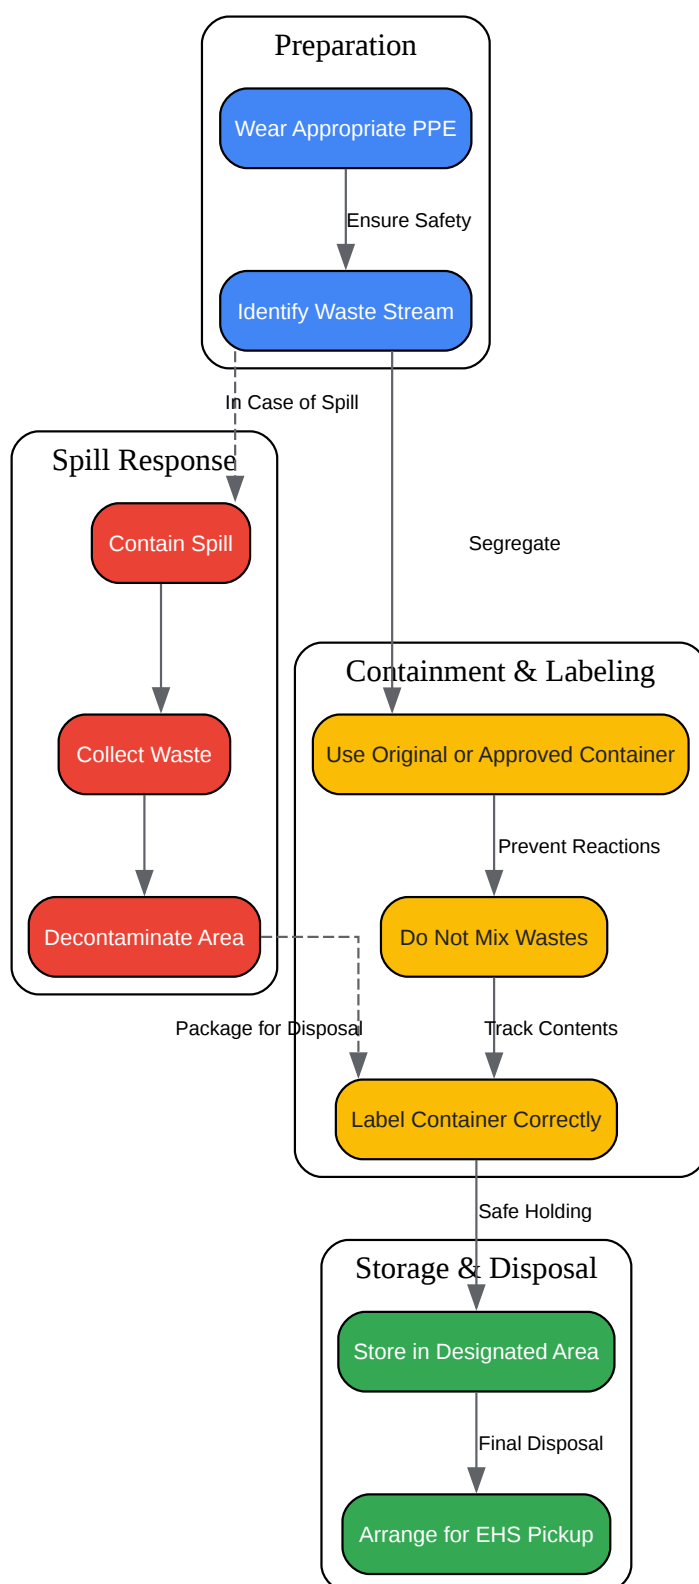 Preparation
Wear Appropriate PPE
Ensure Safety
Identify Waste Stream
In Case of Spill
Spill Response
Contain Spill
Segregate
Containment & Labeling
Collect Waste
Use Original or Approved Container
Prevent Reactions
Decontaminate Area
Do Not Mix Wastes
Package for Disposal
Track Contents
Label Container Correctly
Safe Holding
Storage & Disposal
Store in Designated Area
Final Disposal
Arrange for EHS Pickup